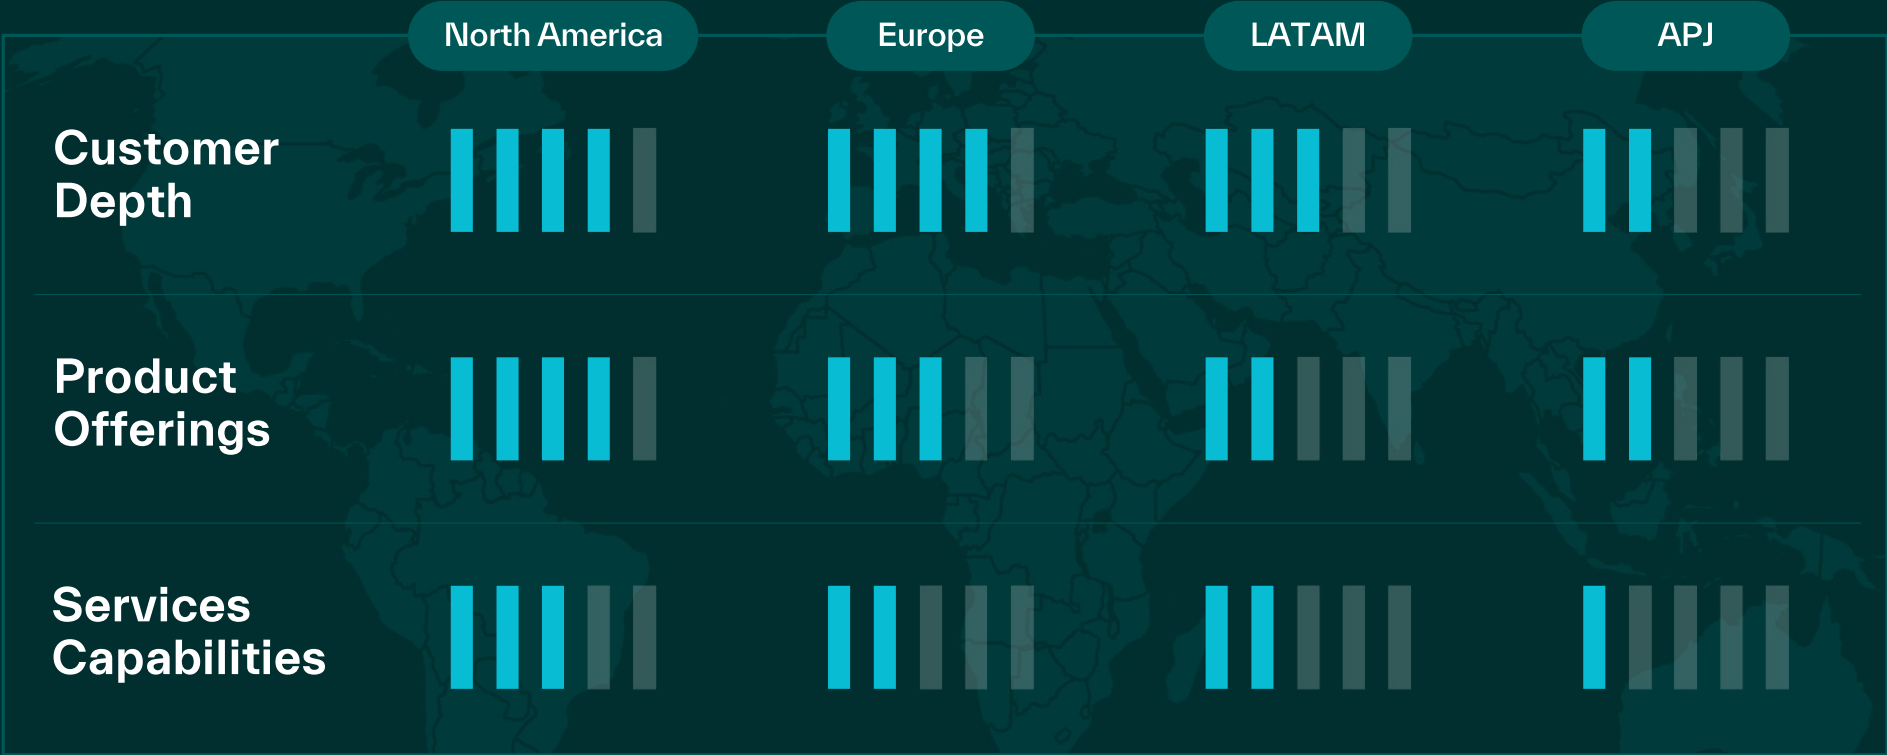 North America
Europe
LATAM
APJ
Customer
Depth
Product
Offerings
Services
Capabilities